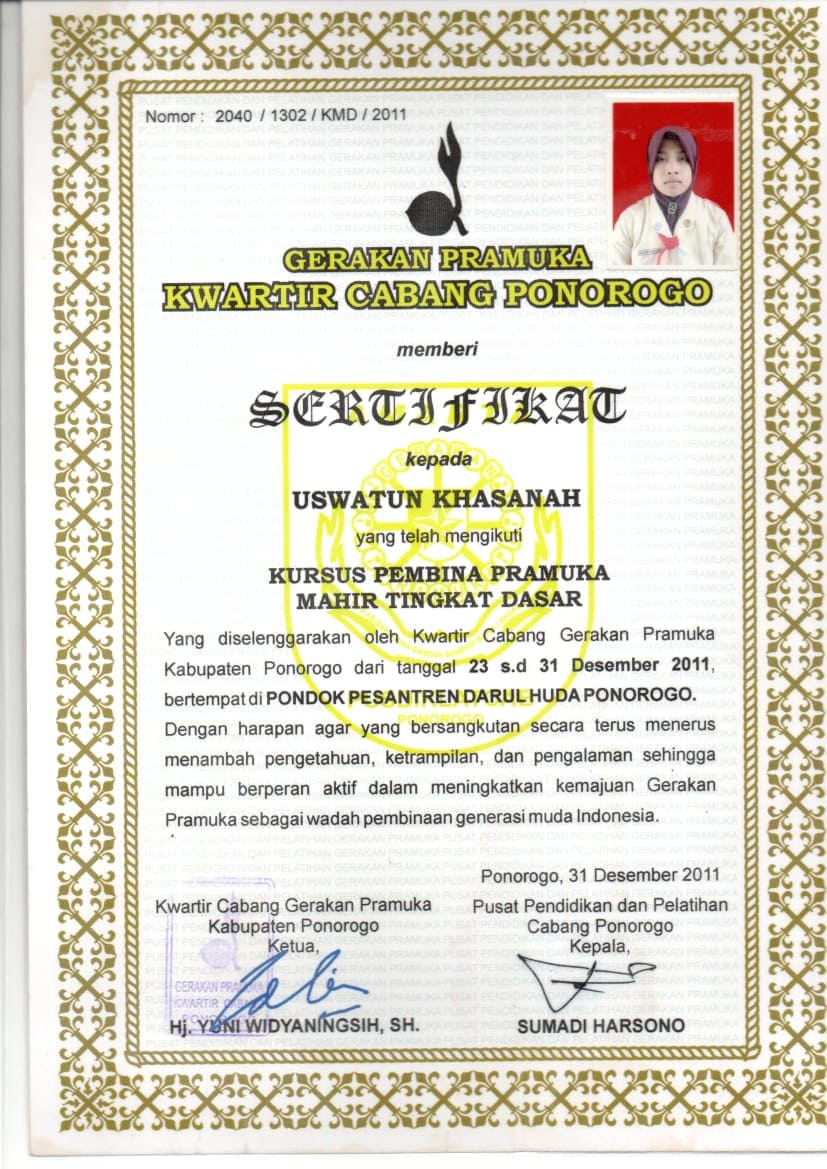 Nomor : 2040 / 1302 / KMD / 2011
GERAKAN PRAMUKA
KWARTIR CABANG PONOROGO
memberi
SERTIFIKAT
kepada
USWATUN KHASANAH
yang telah mengikuti
KURSUS PEMBINA PRAMUKA
MAHIR TINGKAT DASAR
Yang diselenggarakan oleh Kwartir Cabang Gerakan Pramuka
Kabupaten Ponorogo dari tanggal 23 s.d 31 Desember 2011,
bertempat di PONDOK PESANTREN DARUL HUDA PONOROGO.
PONOROGO
Dengan harapan agar yang bersangkutan secara terus menerus
menambah pengetahuan, ketrampilan, dan pengalaman sehingga
mampu berperan aktif dalam meningkatkan kemajuan Gerakan
Pramuka sebagai wadah pembinaan generasi muda Indonesia.
Ponorogo, 31 Desember 2011
Kwartir Cabang Gerakan Pramuka
Kabupaten Ponorogo
Ketua,
GERAKAN PRAMUKA
KWARTIR CABANG
PONOROGO
Hj. YUNI WIDYANINGSIH, SH.
Pusat Pendidikan dan Pelatihan
Cabang Ponorogo
Kepala,
SUMADI HARSONO